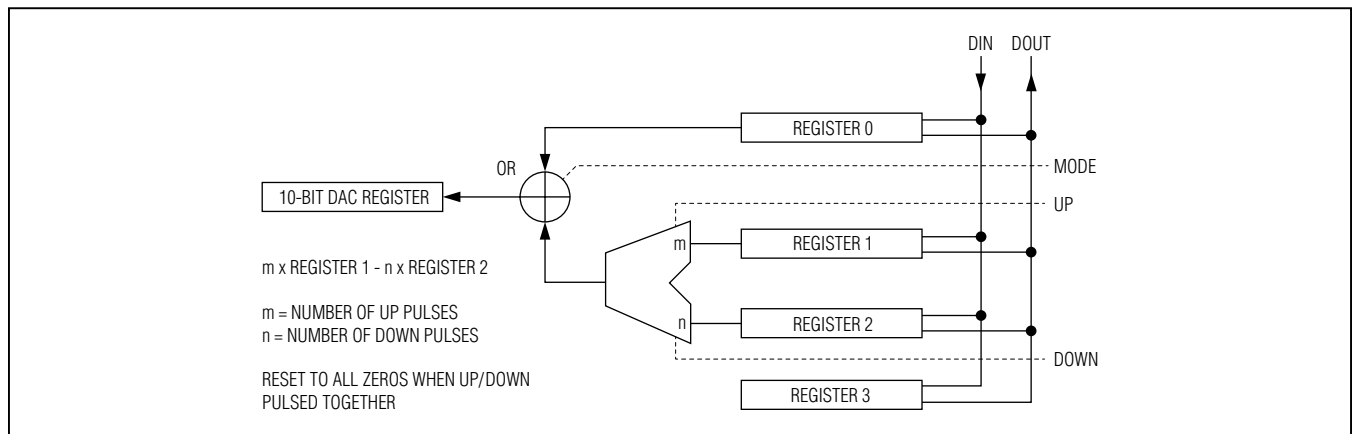 DIN DOUT
REGISTER 0
OR
MODE
10-BIT DAC REGISTER
UP
m REGISTER 1
m x REGISTER 1 - n x REGISTER 2
m = NUMBER OF UP PULSES
n REGISTER 2
n = NUMBER OF DOWN PULSES
DOWN
RESET TO ALL ZEROS WHEN UP/DOWN
PULSED TOGETHER
REGISTER 3